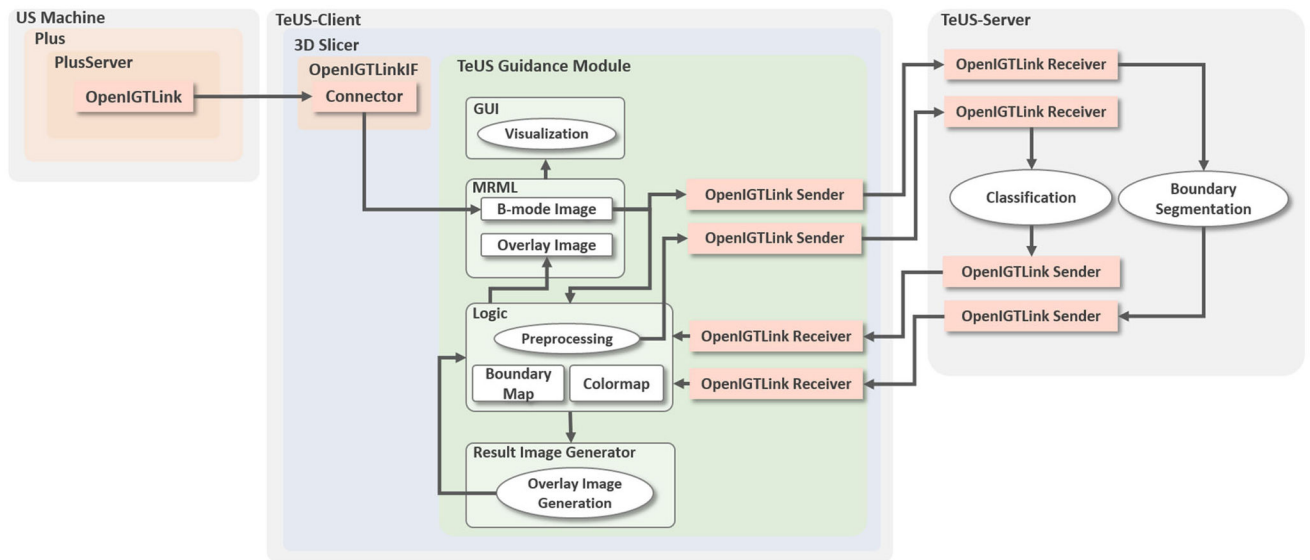 US Machine
Plus
PlusServer
OpenIGTLink
TeUS-Client
3D Slicer
OpenIGTLinkIF
Connector
TeUS Guidance Module
GUI
Visualization
MRML
B-mode Image
Overlay Image
Logic
Preprocessing
Boundary
Map
Colormap
Result Image Generator
Overlay Image
Generation
OpenIGTLink Sender
OpenIGTLink Sender
OpenIGTLink Receiver
OpenIGTLink Receiver
TeUS-Server
OpenIGTLink Receiver
OpenIGTLink Receiver
Classification
Boundary
Segmentation
OpenIGTLink Sender
OpenIGTLink Sender